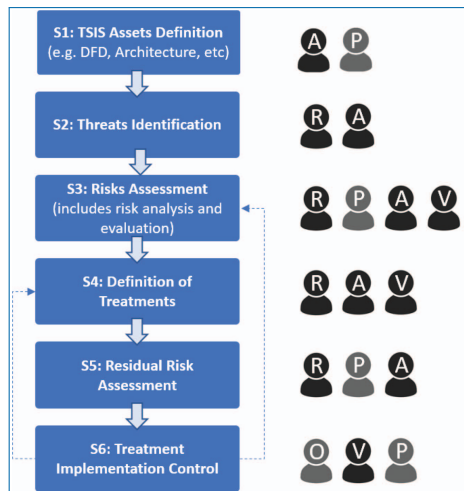 S1: TSIS Assets Definition
(e.g. DFD, Architecture, etc)
A P
S2: Threats Identification
R A
S3: Risks Assessment
(includes risk analysis and
evaluation)
R P A V
S4: Definition of
Treatments
R A V
S5: Residual Risk
Assessment
R P A
S6: Treatment
Implementation Control
O V P